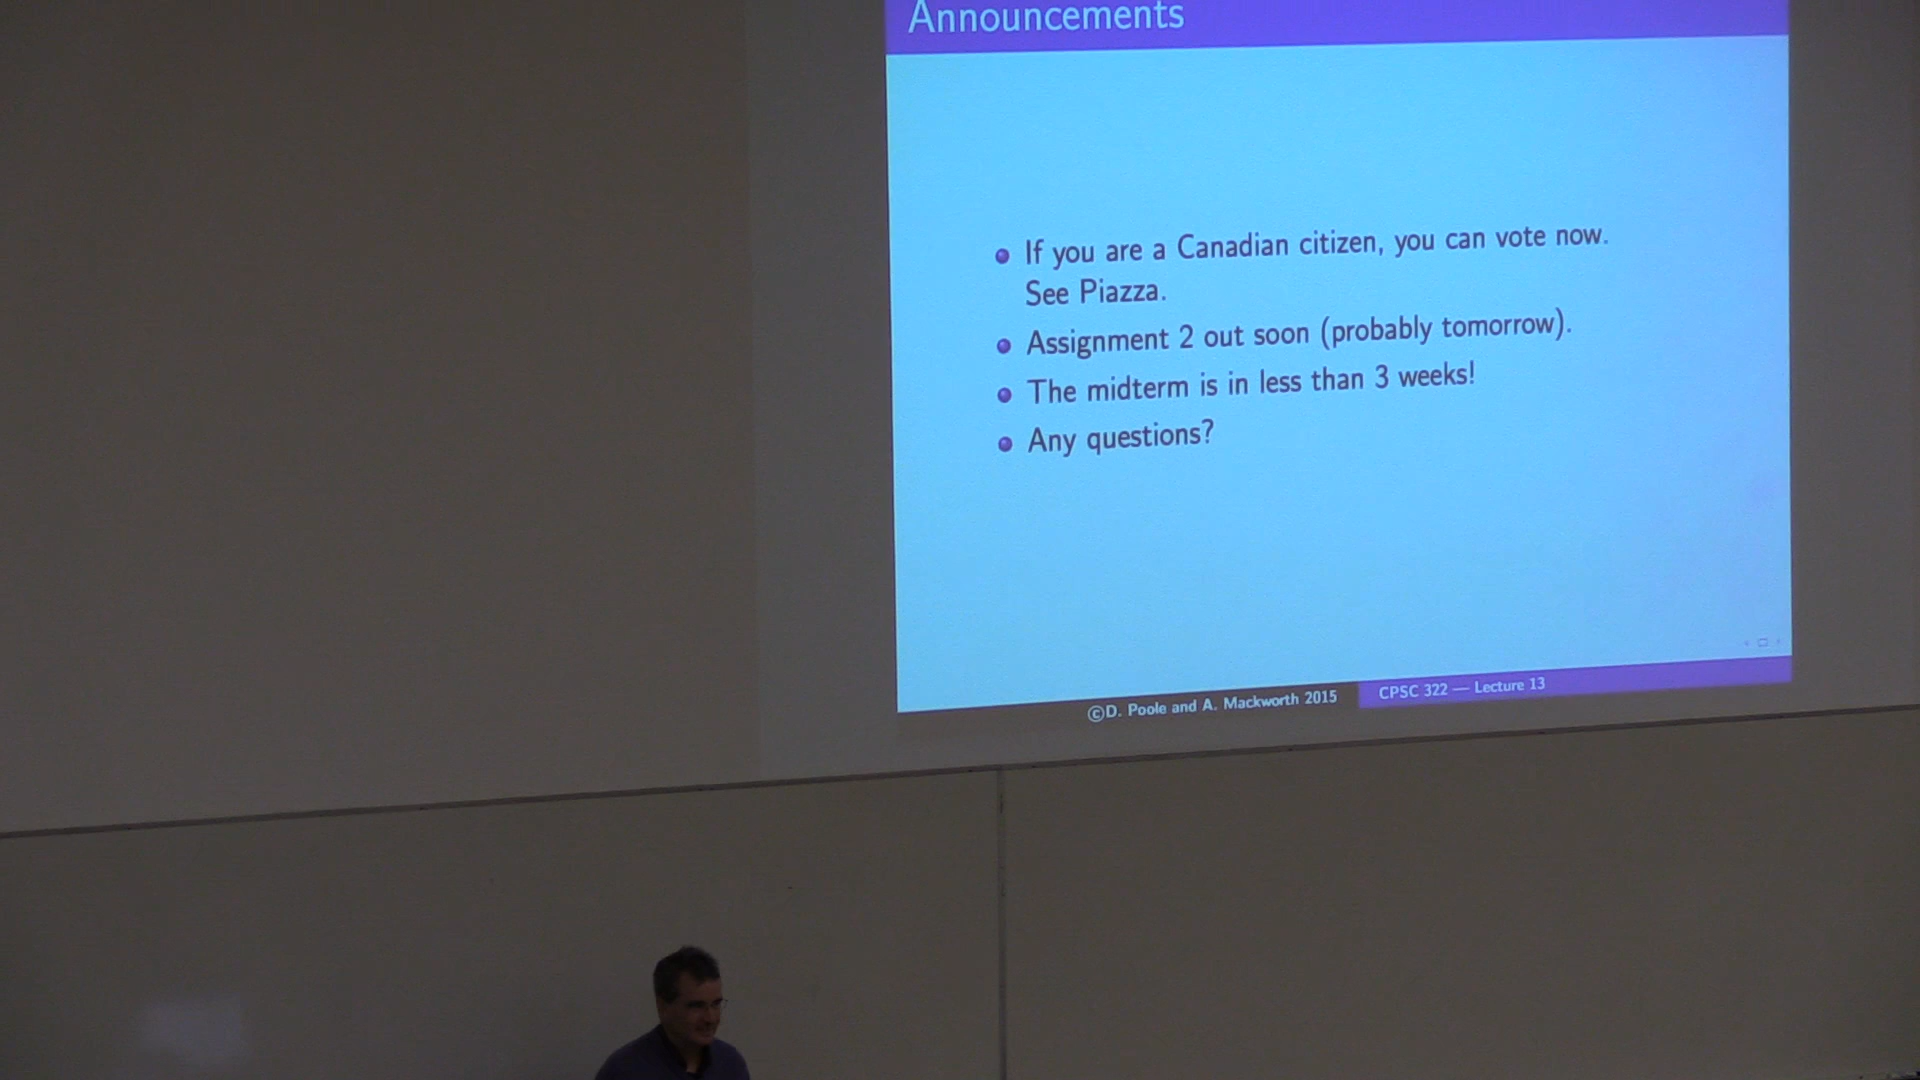 Announcements
If you are a Canadian citizen, you can vote now.
See Piazza.
Assignment 2 out soon (probably tomorrow).
The midterm is in less than 3 weeks!
Any questions?
©D. Poole and A. Mackworth 2015
CPSC 322 — Lecture 13